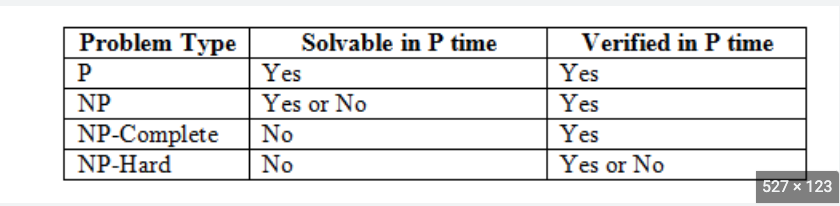 Problem Type Solvable in P time Verified in P time
P Yes Yes
NP Yes or No Yes
NP-Complete No Yes
NP-Hard No Yes or No
527 × 123